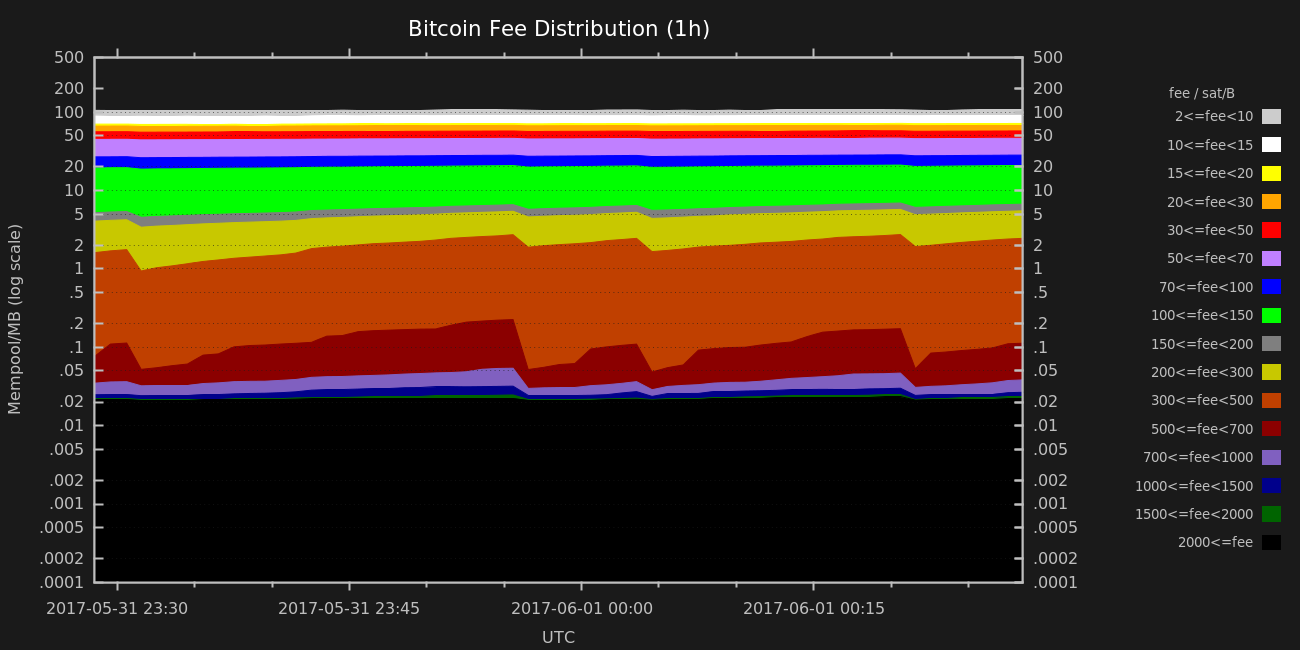 Bitcoin Fee Distribution (1h)
Mempool/MB (log scale)
500
200
100
50
20
10
5
2
1
.5
.2
.1
.05
.02
.01
.005
.002
.001
.0005
.0002
.0001
500
200
100
50
20
10
5
2
1
.5
.2
.1
.05
.02
.01
.005
.002
.001
.0005
.0002
.0001
2017-05-31 23:30
2017-05-31 23:45
2017-06-01 00:00
2017-06-01 00:15
UTC
fee / sat/B
2<=fee<10
10<=fee<15
15<=fee<20
20<=fee<30
30<=fee<50
50<=fee<70
70<=fee<100
100<=fee<150
150<=fee<200
200<=fee<300
300<=fee<500
500<=fee<700
700<=fee<1000
1000<=fee<1500
1500<=fee<2000
2000<=fee